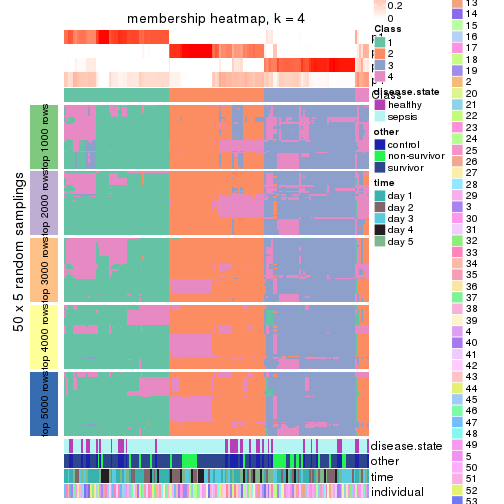 membership heatmap, k = 4
0.2
0
Class
1
2
3
4
disease.state
healthy
sepsis
other
control
non-survivor
survivor
time
day 1
day 2
day 3
day 4
day 5
50 x 5 random samplings
top 1000 rows
top 2000 rows
top 3000 rows
top 4000 rows
top 5000 rows
disease.state
other
time
individual
13
14
15
16
17
18
19
2
20
21
22
23
24
25
26
27
28
29
3
30
31
32
33
34
35
36
37
38
39
4
40
41
42
43
44
45
46
47
48
49
5
50
51
52